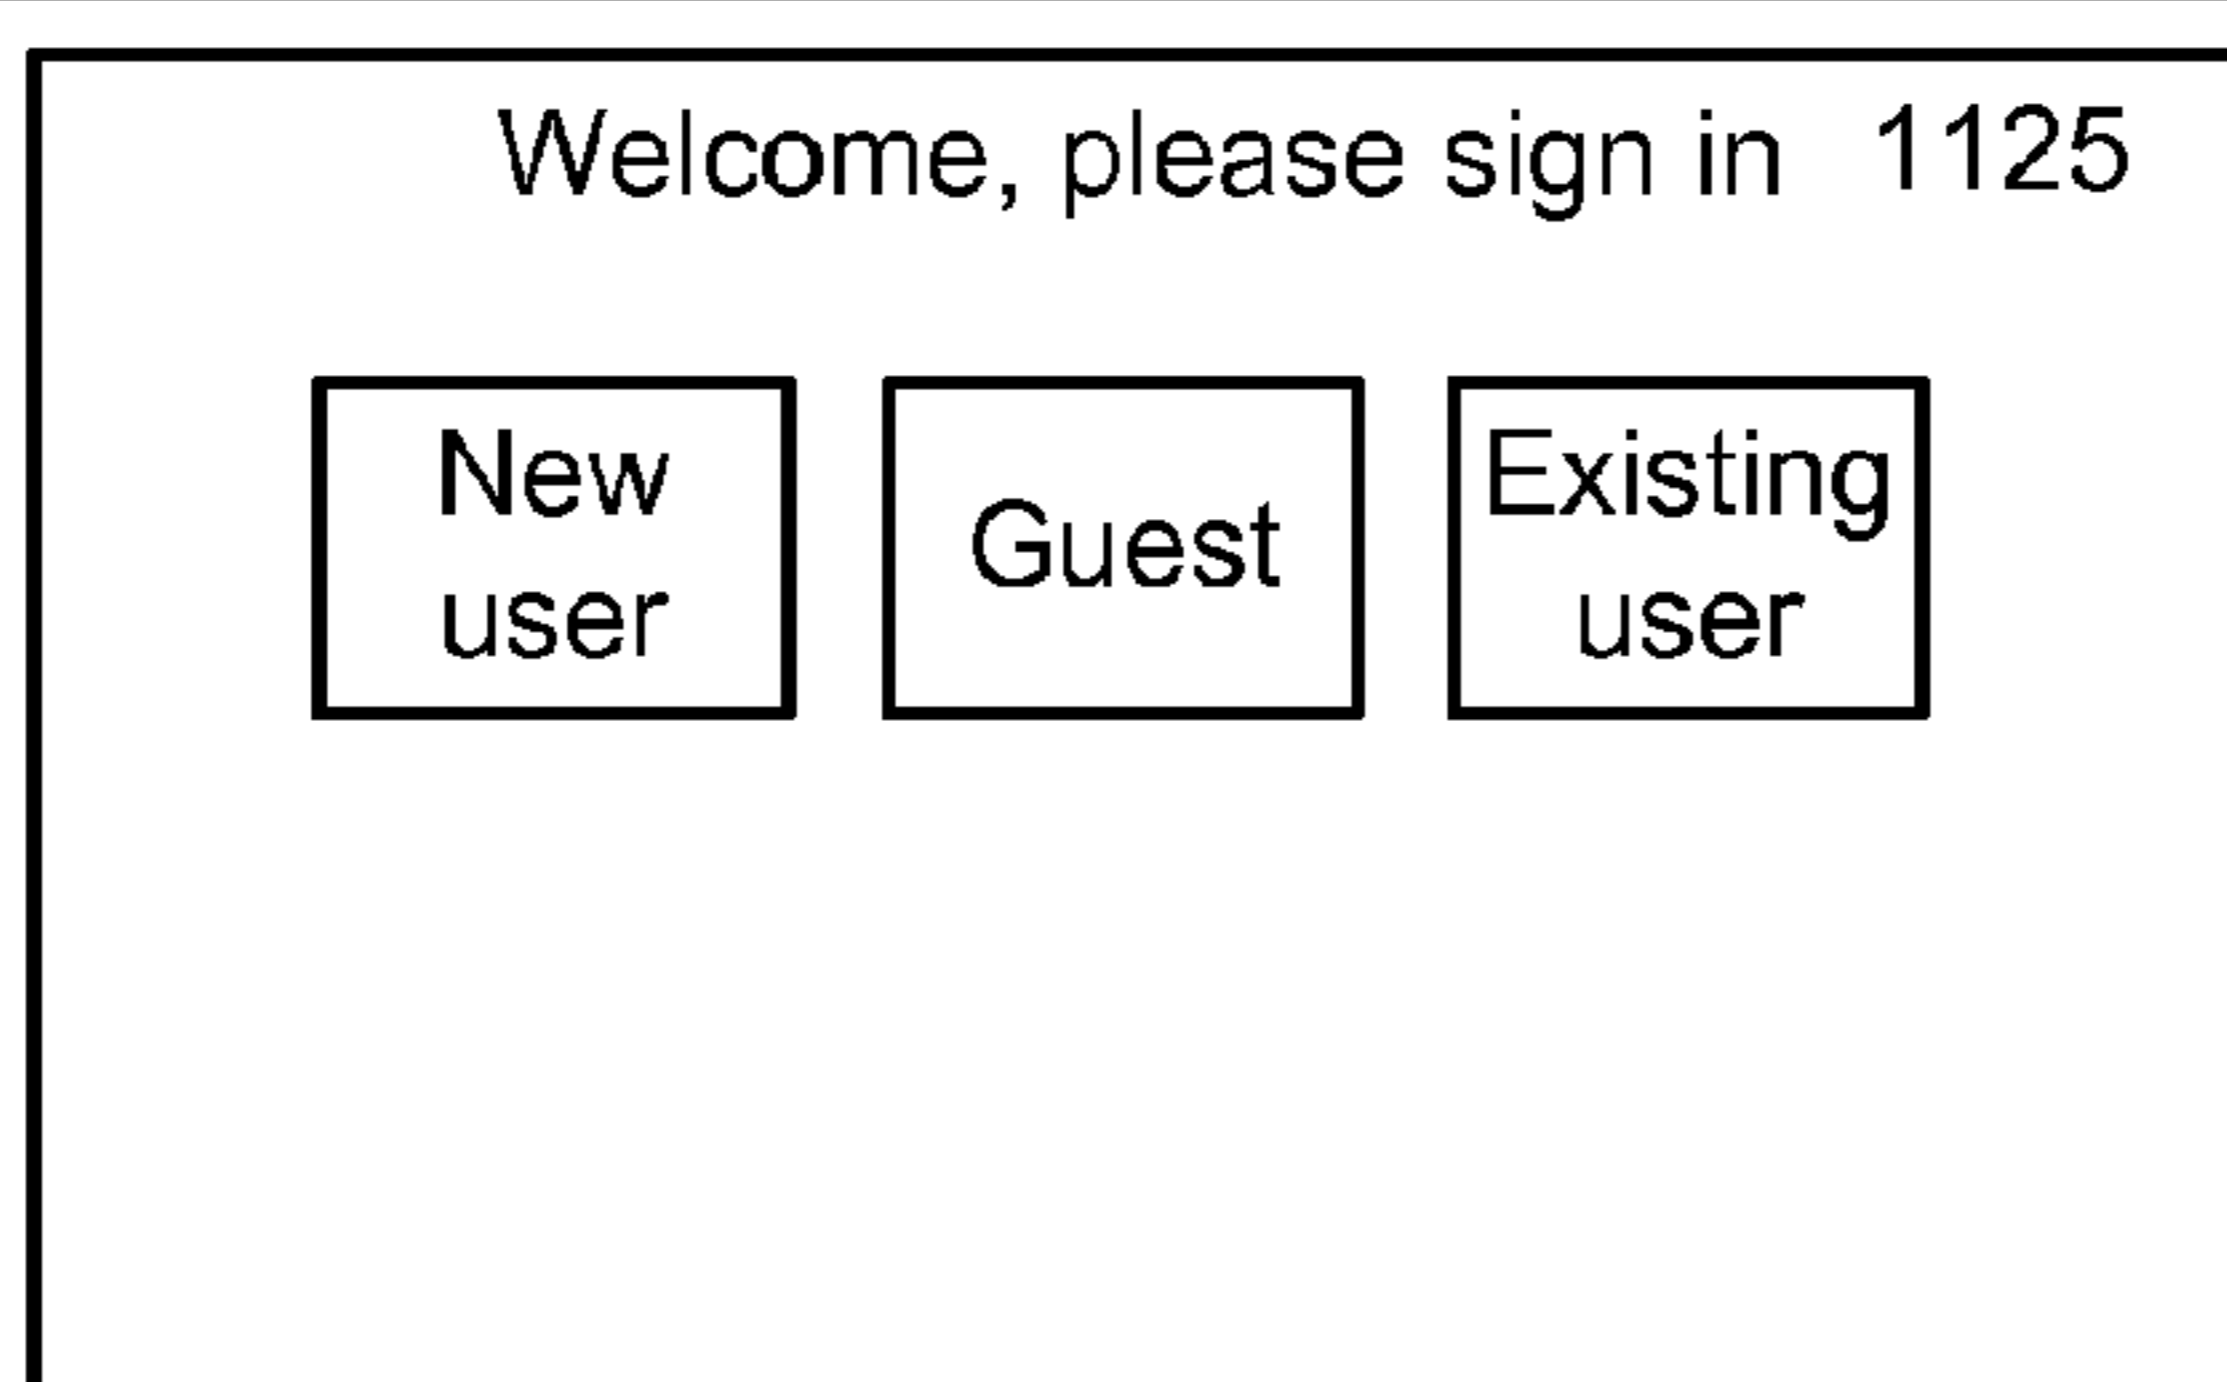 Welcome, please sign in 1125
New
user
Guest
Existing
user